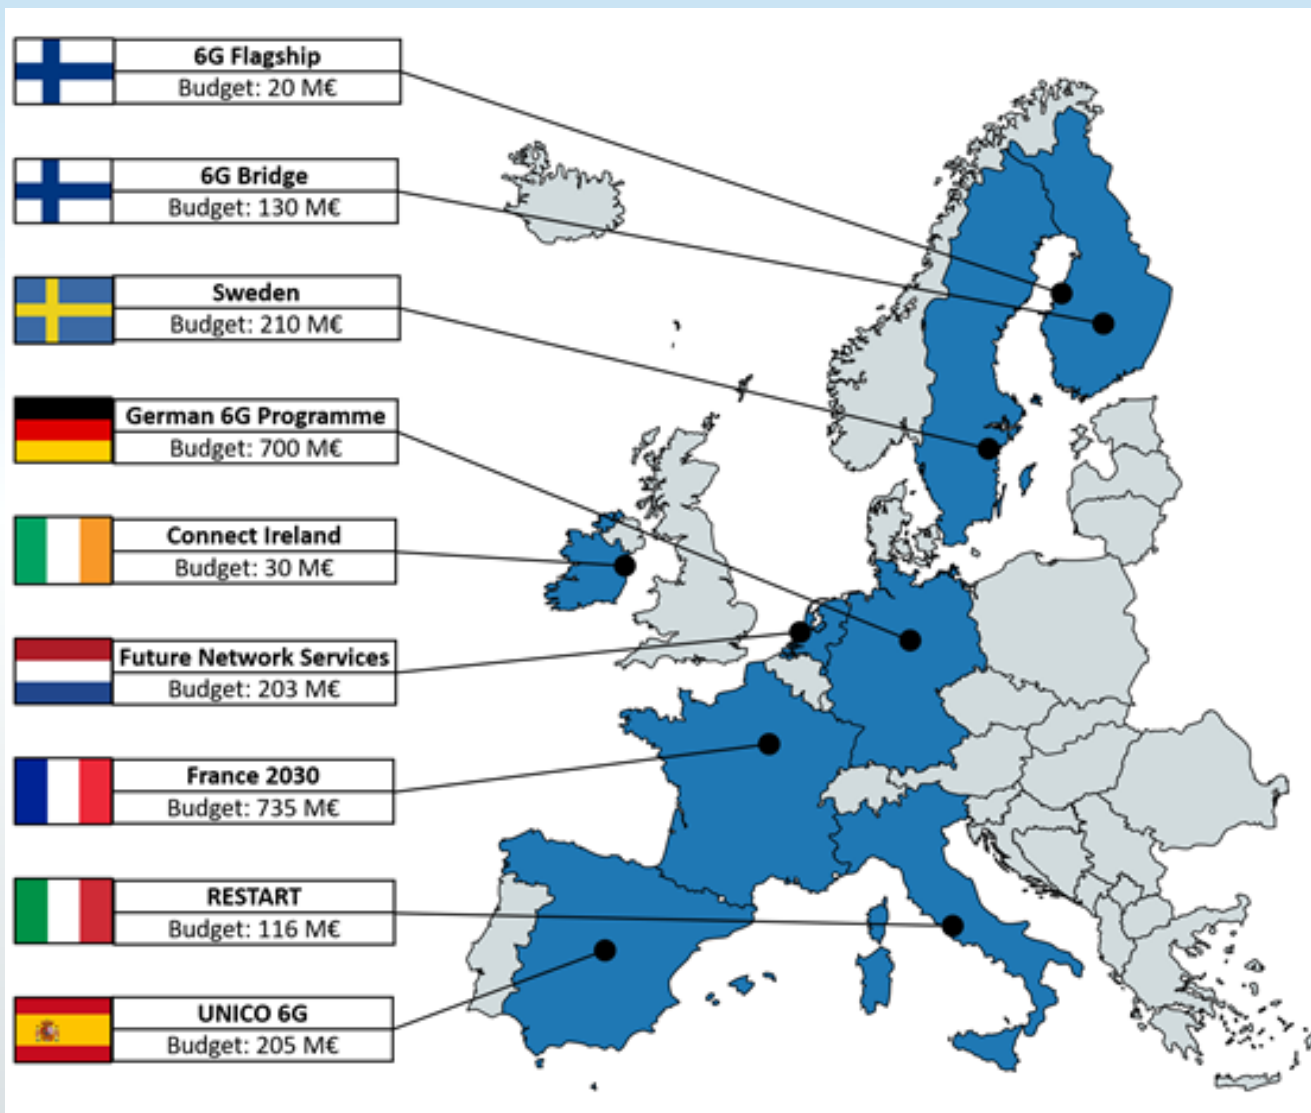 6G Flagship
Budget: 20 M€
6G Bridge
Budget: 130 M€
Sweden
Budget: 210 M€
German 6G Programme
Budget: 700 M€
Connect Ireland
Budget: 30 M€
Future Network Services
Budget: 203 M€
France 2030
Budget: 735 M€
RESTART
Budget: 116 M€
UNICO 6G
Budget: 205 M€